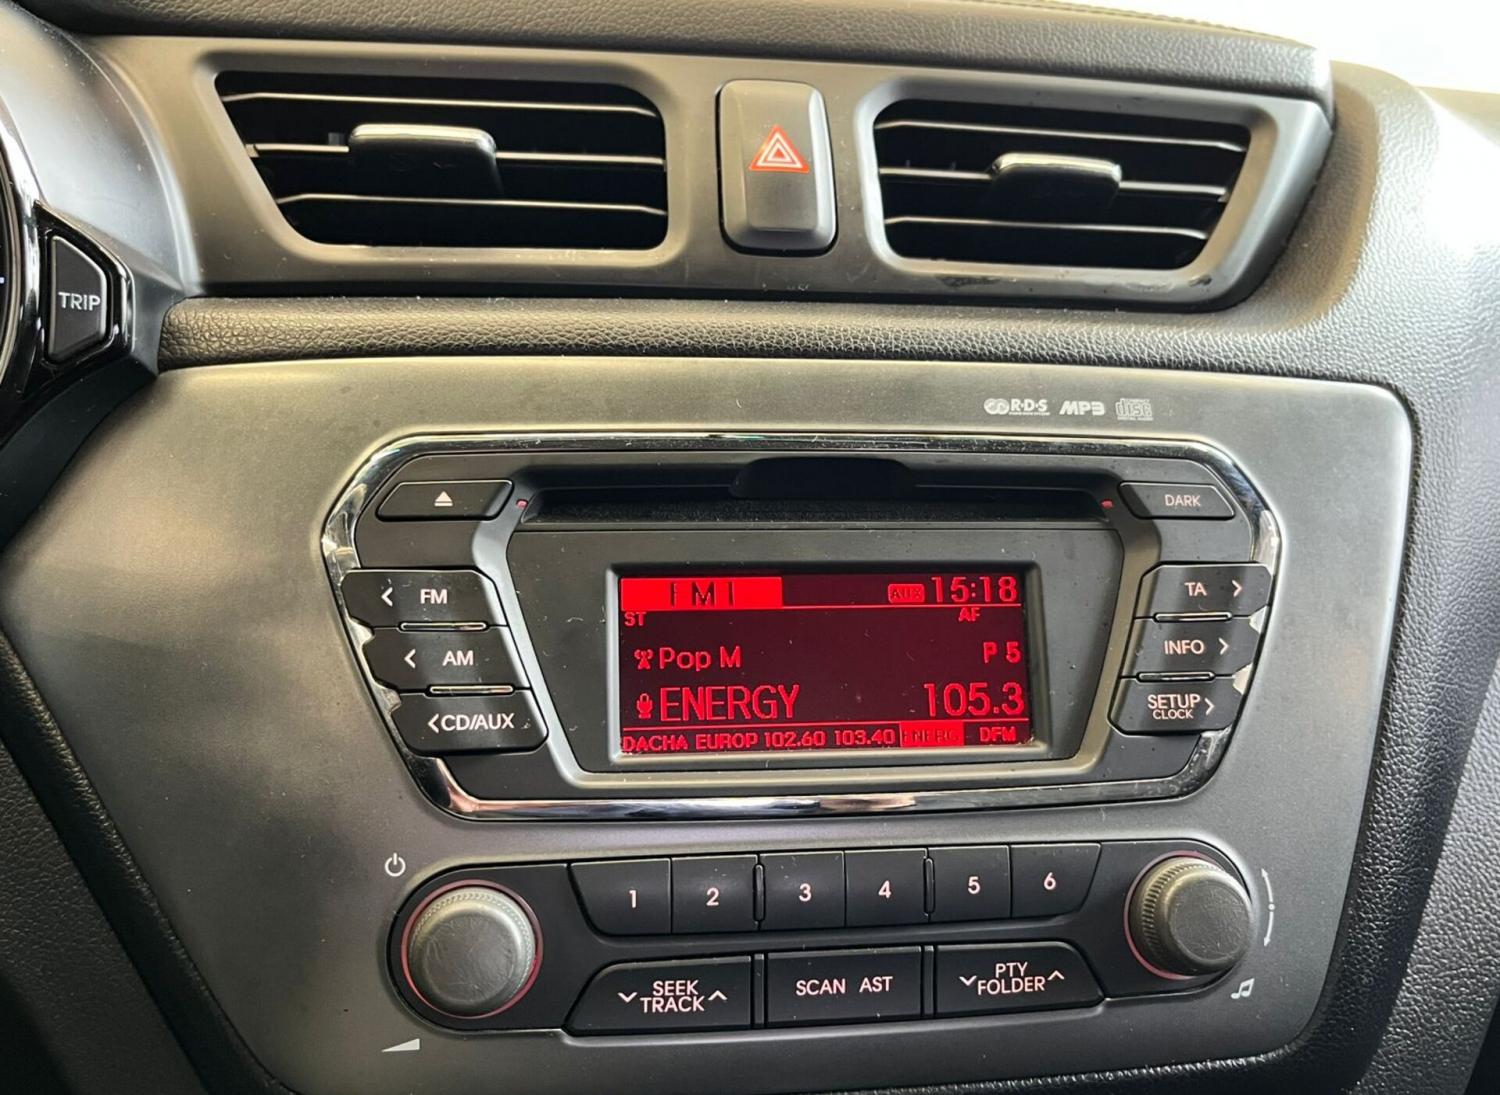 TRIP
R·D·S MP3 disc
DARK
FM
AM
CD/AUX
TA
INFO
SETUP
CLOCK
FM1 AUX 15:18
ST AF
Pop M P 5
ENERGY 105.3
DACHA EUROP 102.60 103.40 ENERG DFM
1 2 3 4 5 6
SEEK
TRACK
SCAN AST
PTY
FOLDER